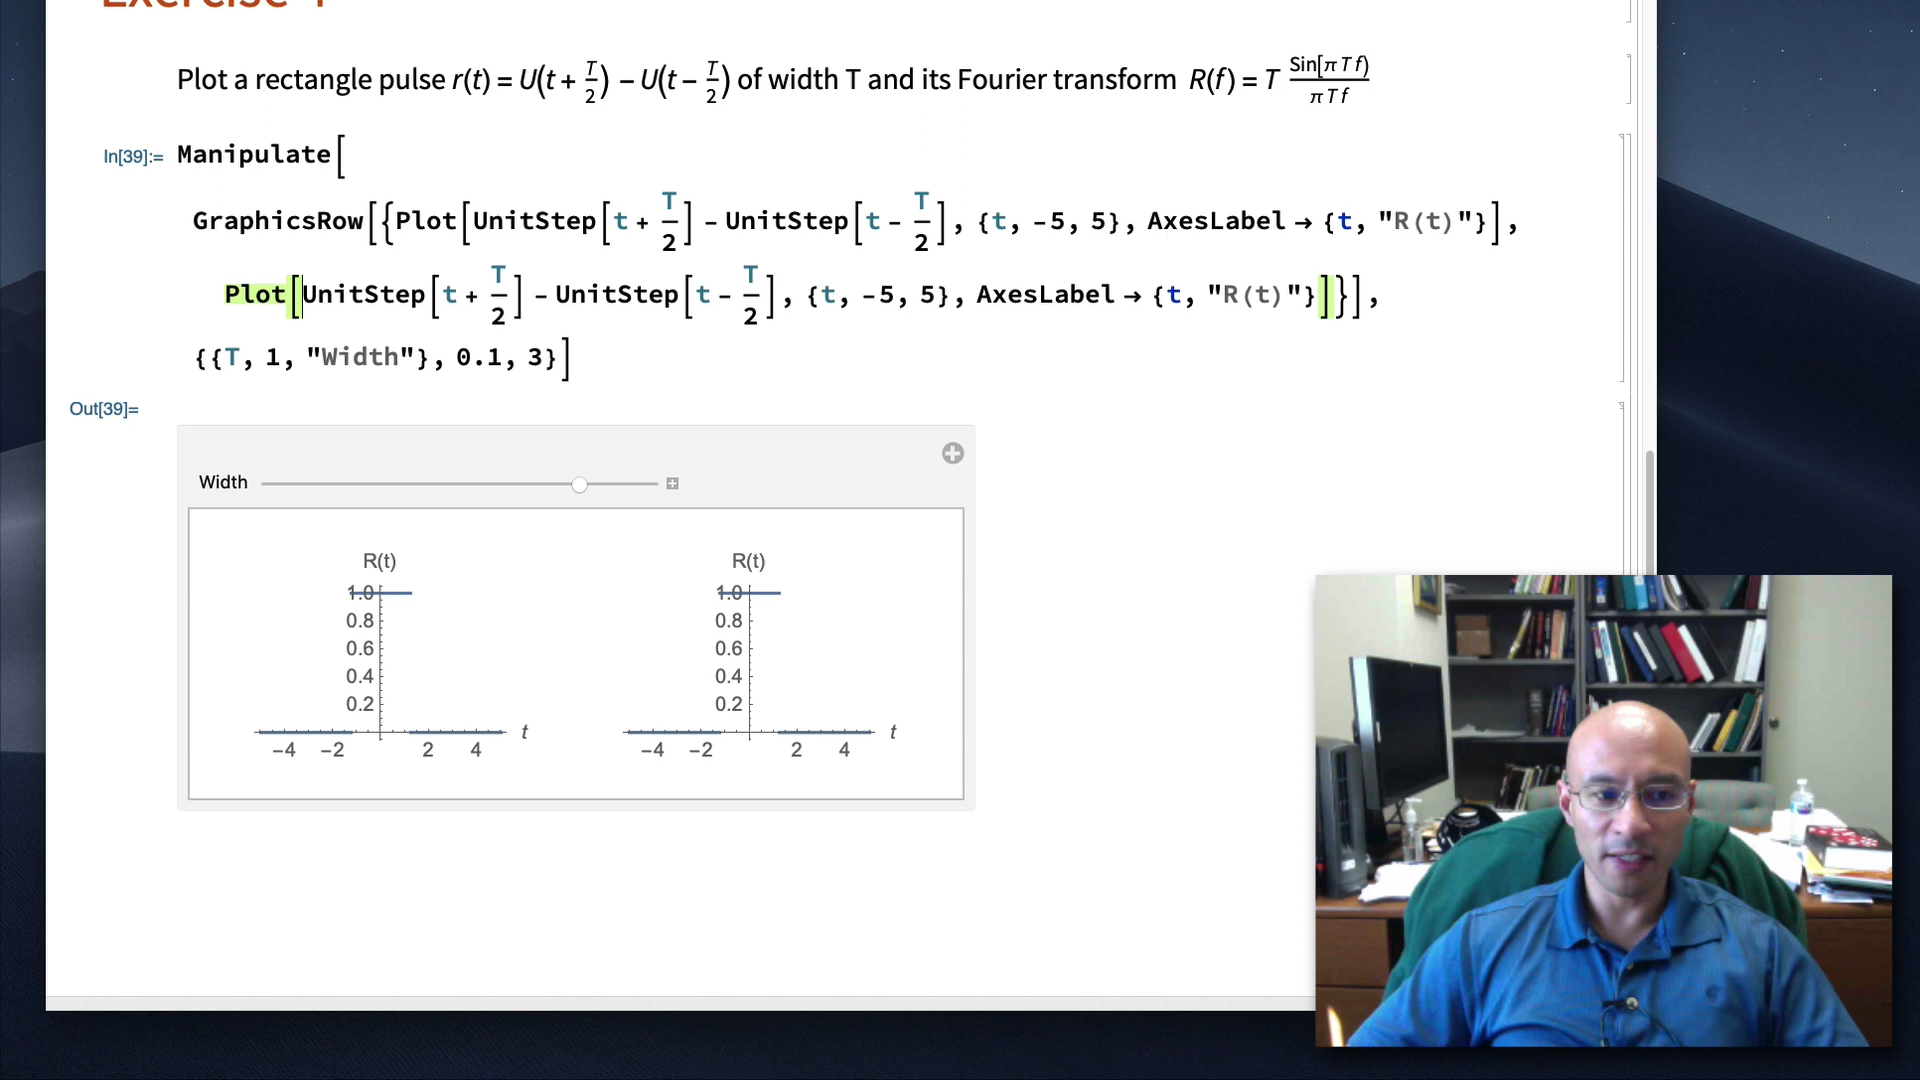 Exercise 4
Plot a rectangle pulse r(t) = U(t + T/2) – U(t – T/2) of width T and its Fourier transform R(f) = T Sin[π T f)/π T f
In[39]:= Manipulate[
GraphicsRow[{Plot[UnitStep[t + T/2] – UnitStep[t – T/2], {t, –5, 5}, AxesLabel → {t, "R(t)"}],
Plot[UnitStep[t + T/2] – UnitStep[t – T/2], {t, –5, 5}, AxesLabel → {t, "R(t)"}]}],
{{T, 1, "Width"}, 0.1, 3}]
Out[39]=
Width
R(t) R(t)
1.0 1.0
0.8 0.8
0.6 0.6
0.4 0.4
0.2 0.2
t t
–4 –2 2 4 –4 –2 2 4